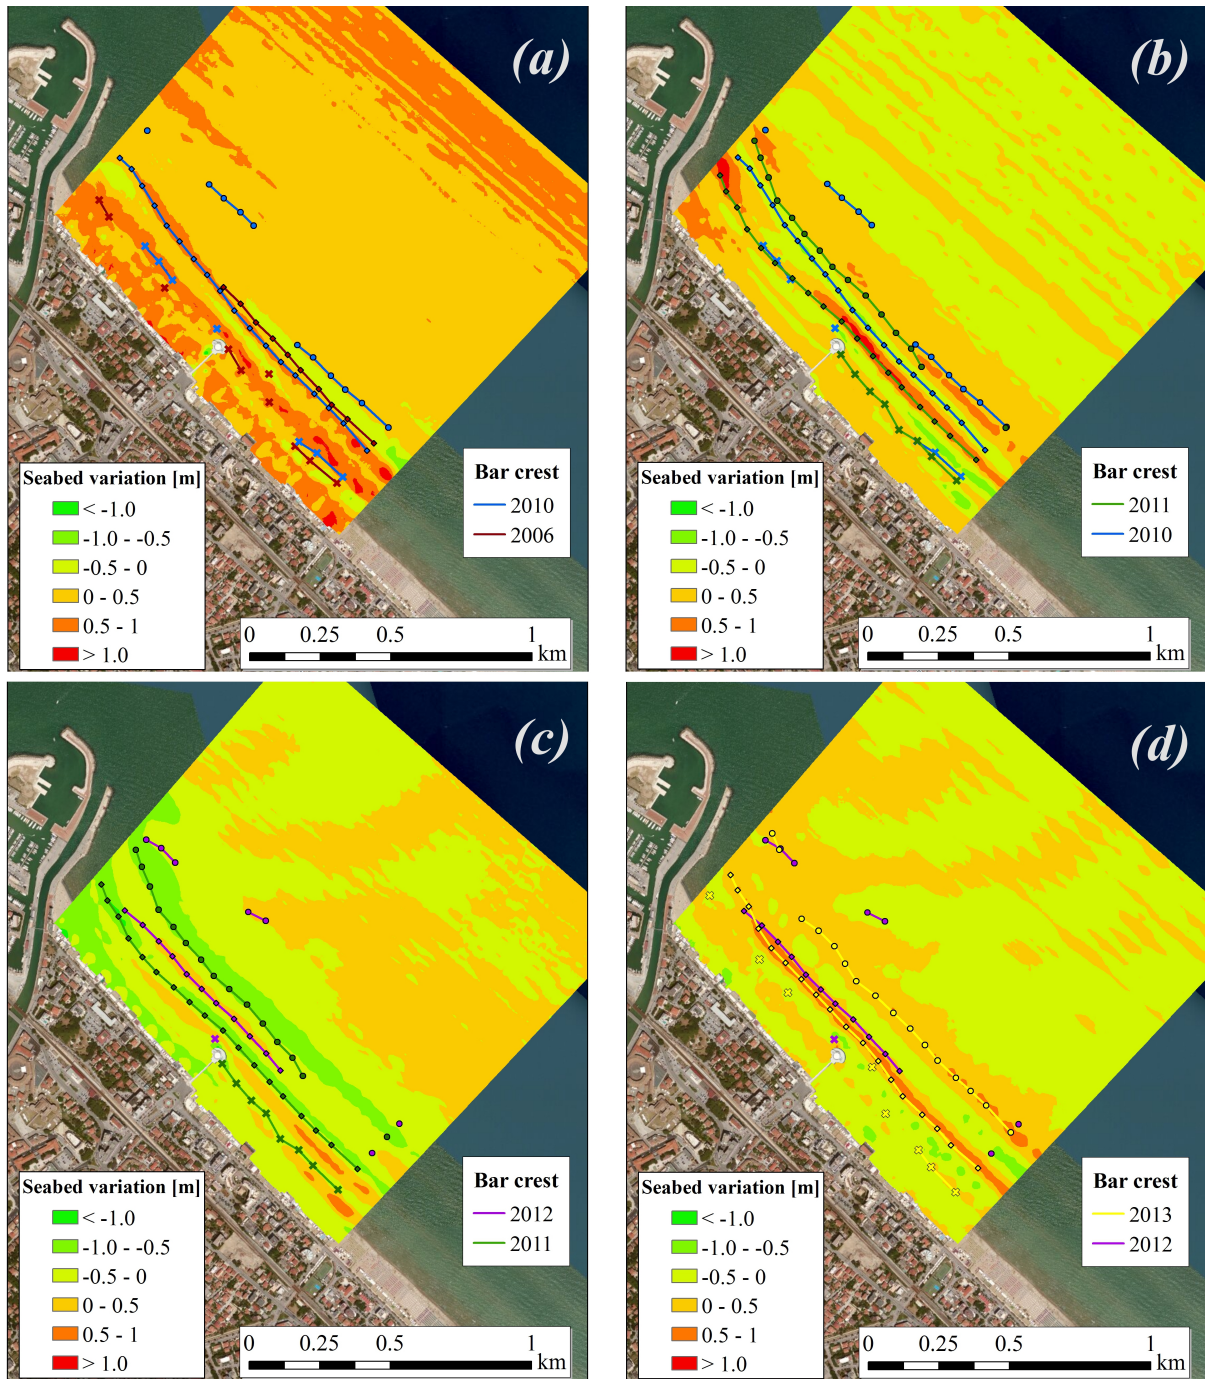 (a)
Seabed variation [m]
< -1.0
-1.0 - -0.5
-0.5 - 0
0 - 0.5
0.5 - 1
> 1.0
Bar crest
2010
2006
0 0.25 0.5 1
km
(b)
Seabed variation [m]
< -1.0
-1.0 - -0.5
-0.5 - 0
0 - 0.5
0.5 - 1
> 1.0
Bar crest
2011
2010
0 0.25 0.5 1
km
(c)
Seabed variation [m]
< -1.0
-1.0 - -0.5
-0.5 - 0
0 - 0.5
0.5 - 1
> 1.0
Bar crest
2012
2011
0 0.25 0.5 1
km
(d)
Seabed variation [m]
< -1.0
-1.0 - -0.5
-0.5 - 0
0 - 0.5
0.5 - 1
> 1.0
Bar crest
2013
2012
0 0.25 0.5 1
km